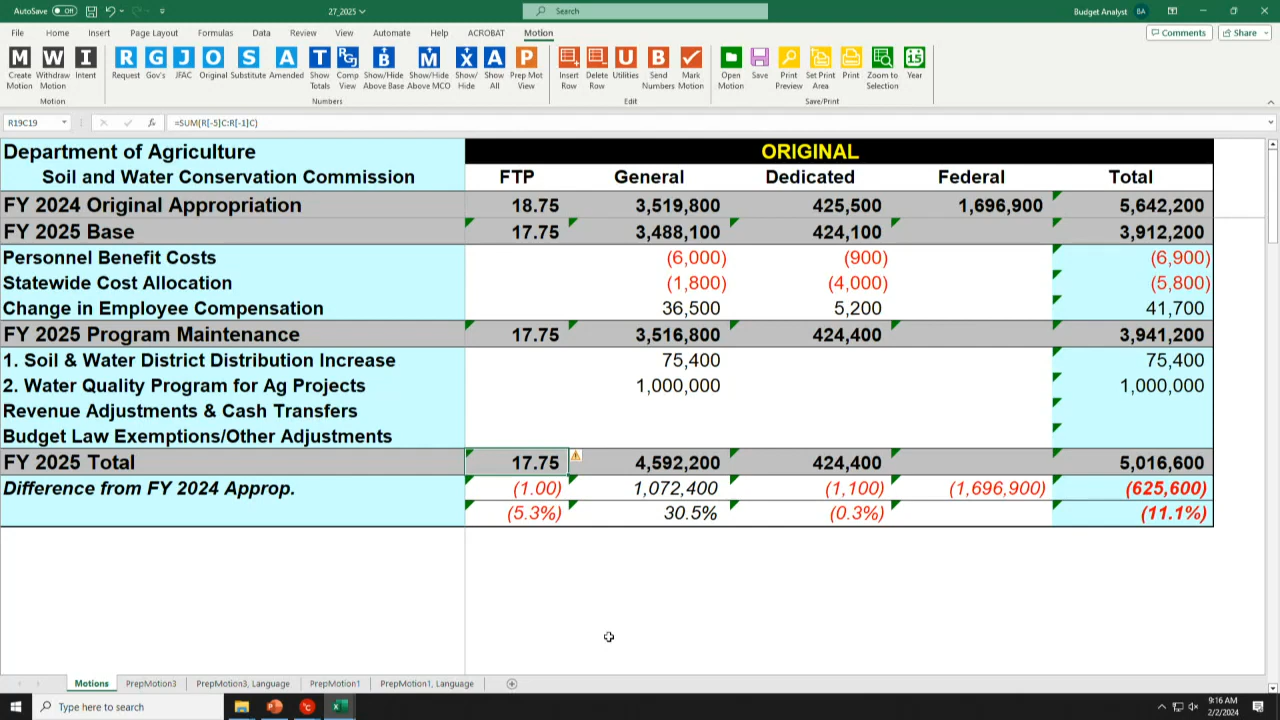 AutoSave Off 27_2025 Search Budget Analyst BA
File Home Insert Page Layout Formulas Data Review View Automate Help ACROBAT Motion Comments Share
M W I R G J O S A T RCg B M X A P U B 15
Create Motion Withdraw Motion Intent Request Gov's JFAC Original Substitute Amended Show Totals Comp View Show/Hide Above Base Show/Hide Above MCO Show/ Hide Show All Prep Mot View Insert Row Delete Row Utilities Send Numbers Mark Motion Open Motion Save Print Preview Set Print Area Print Zoom to Selection Year
Motion Numbers Edit Save/Print
R19C19 fx =SUM(R[-5]C:R[-1]C)
Department of Agriculture ORIGINAL
Soil and Water Conservation Commission FTP General Dedicated Federal Total
FY 2024 Original Appropriation 18.75 3,519,800 425,500 1,696,900 5,642,200
FY 2025 Base 17.75 3,488,100 424,100 3,912,200
Personnel Benefit Costs (6,000) (900) (6,900)
Statewide Cost Allocation (1,800) (4,000) (5,800)
Change in Employee Compensation 36,500 5,200 41,700
FY 2025 Program Maintenance 17.75 3,516,800 424,400 3,941,200
1. Soil & Water District Distribution Increase 75,400 75,400
2. Water Quality Program for Ag Projects 1,000,000 1,000,000
Revenue Adjustments & Cash Transfers
Budget Law Exemptions/Other Adjustments
FY 2025 Total 17.75 4,592,200 424,400 5,016,600
Difference from FY 2024 Approp. (1.00) 1,072,400 (1,100) (1,696,900) (625,600)
(5.3%) 30.5% (0.3%) (11.1%)
Motions PrepMotion3 PrepMotion3, Language PrepMotion1 PrepMotion1, Language
Type here to search 9:16 AM
2/2/2024